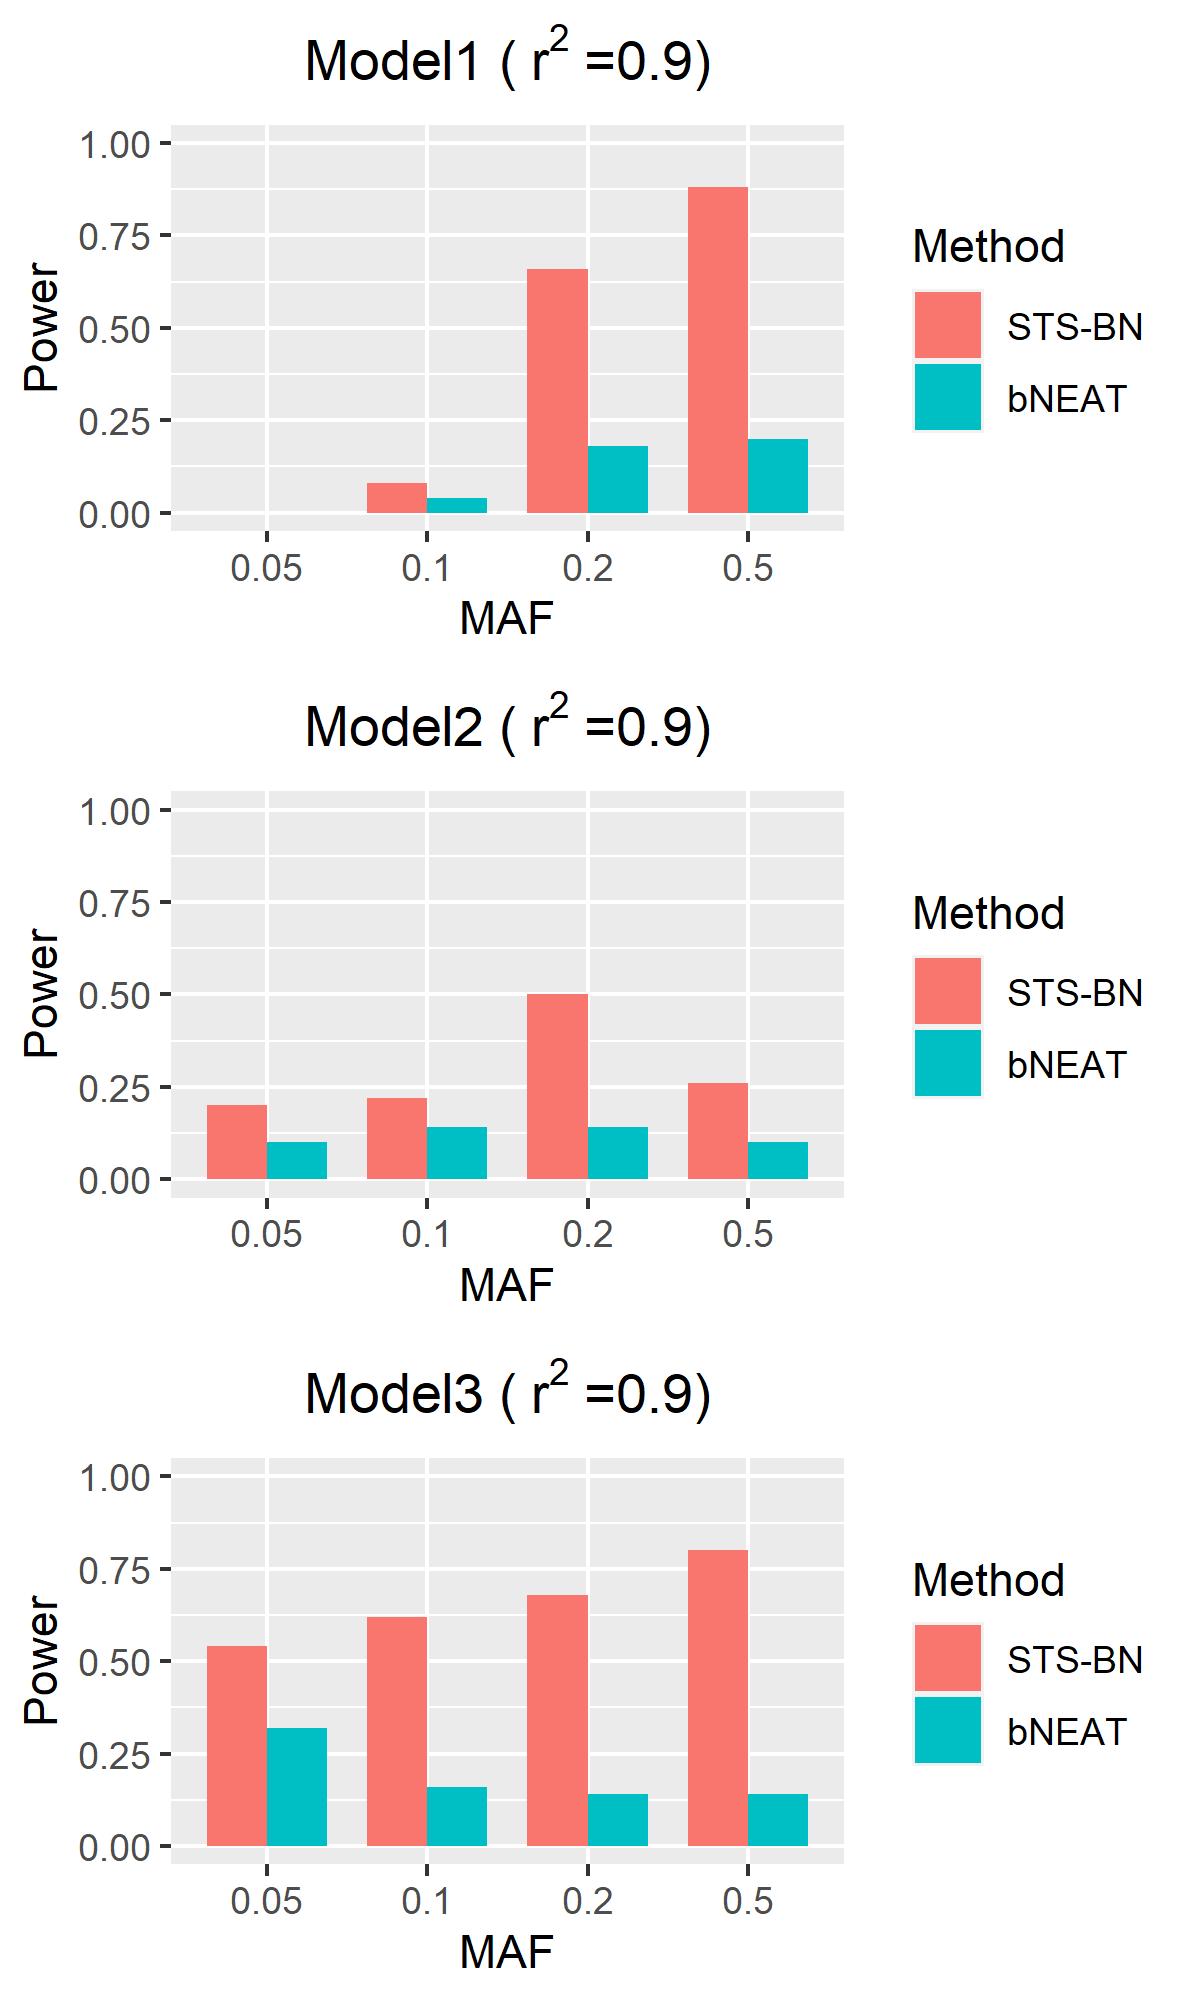 Model1 ( r² =0.9)
1.00
0.75
0.50
0.25
0.00
Power
0.05 0.1 0.2 0.5
MAF
Method
STS-BN
bNEAT
Model2 ( r² =0.9)
1.00
0.75
0.50
0.25
0.00
Power
0.05 0.1 0.2 0.5
MAF
Method
STS-BN
bNEAT
Model3 ( r² =0.9)
1.00
0.75
0.50
0.25
0.00
Power
0.05 0.1 0.2 0.5
MAF
Method
STS-BN
bNEAT